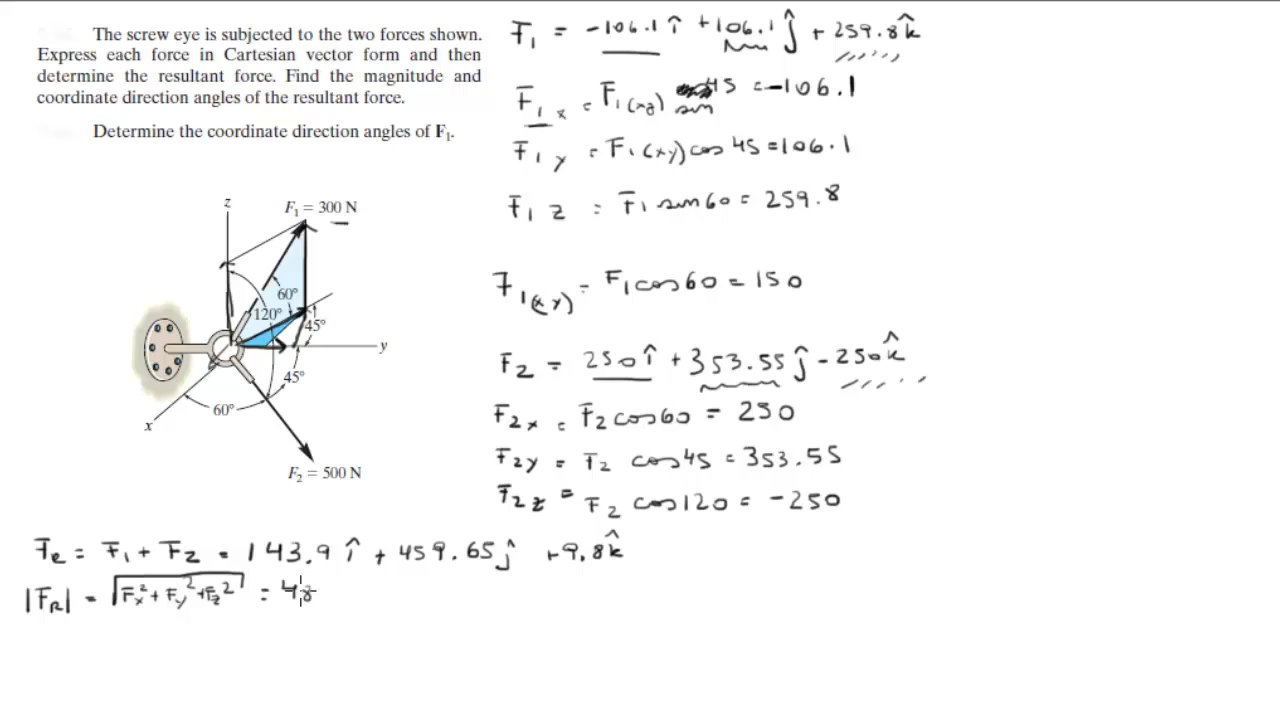 The screw eye is subjected to the two forces shown.
Express each force in Cartesian vector form and then
determine the resultant force. Find the magnitude and
coordinate direction angles of the resultant force.
Determine the coordinate direction angles of F₁.
z
F₁ = 300 N
60°
120°
45°
y
45°
60°
x
F₂ = 500 N
F₁ = -106.1 î + 106.1 ĵ + 259.8 k̂
F₁x = F₁(xy) sin 45 = -106.1
F₁y = F₁(xy) cos 45 = 106.1
F₁z = F₁ sin 60 = 259.8
F₁(xy) = F₁ cos 60 = 150
F₂ = 250 î + 353.55 ĵ - 250 k̂
F₂x = F₂ cos 60 = 250
F₂y = F₂ cos 45 = 353.55
F₂z = F₂ cos 120 = -250
F_R = F₁ + F₂ = 143.9 î + 459.65 ĵ + 9.8 k̂
|F_R| = √(Fx² + Fy² + Fz²) = 48